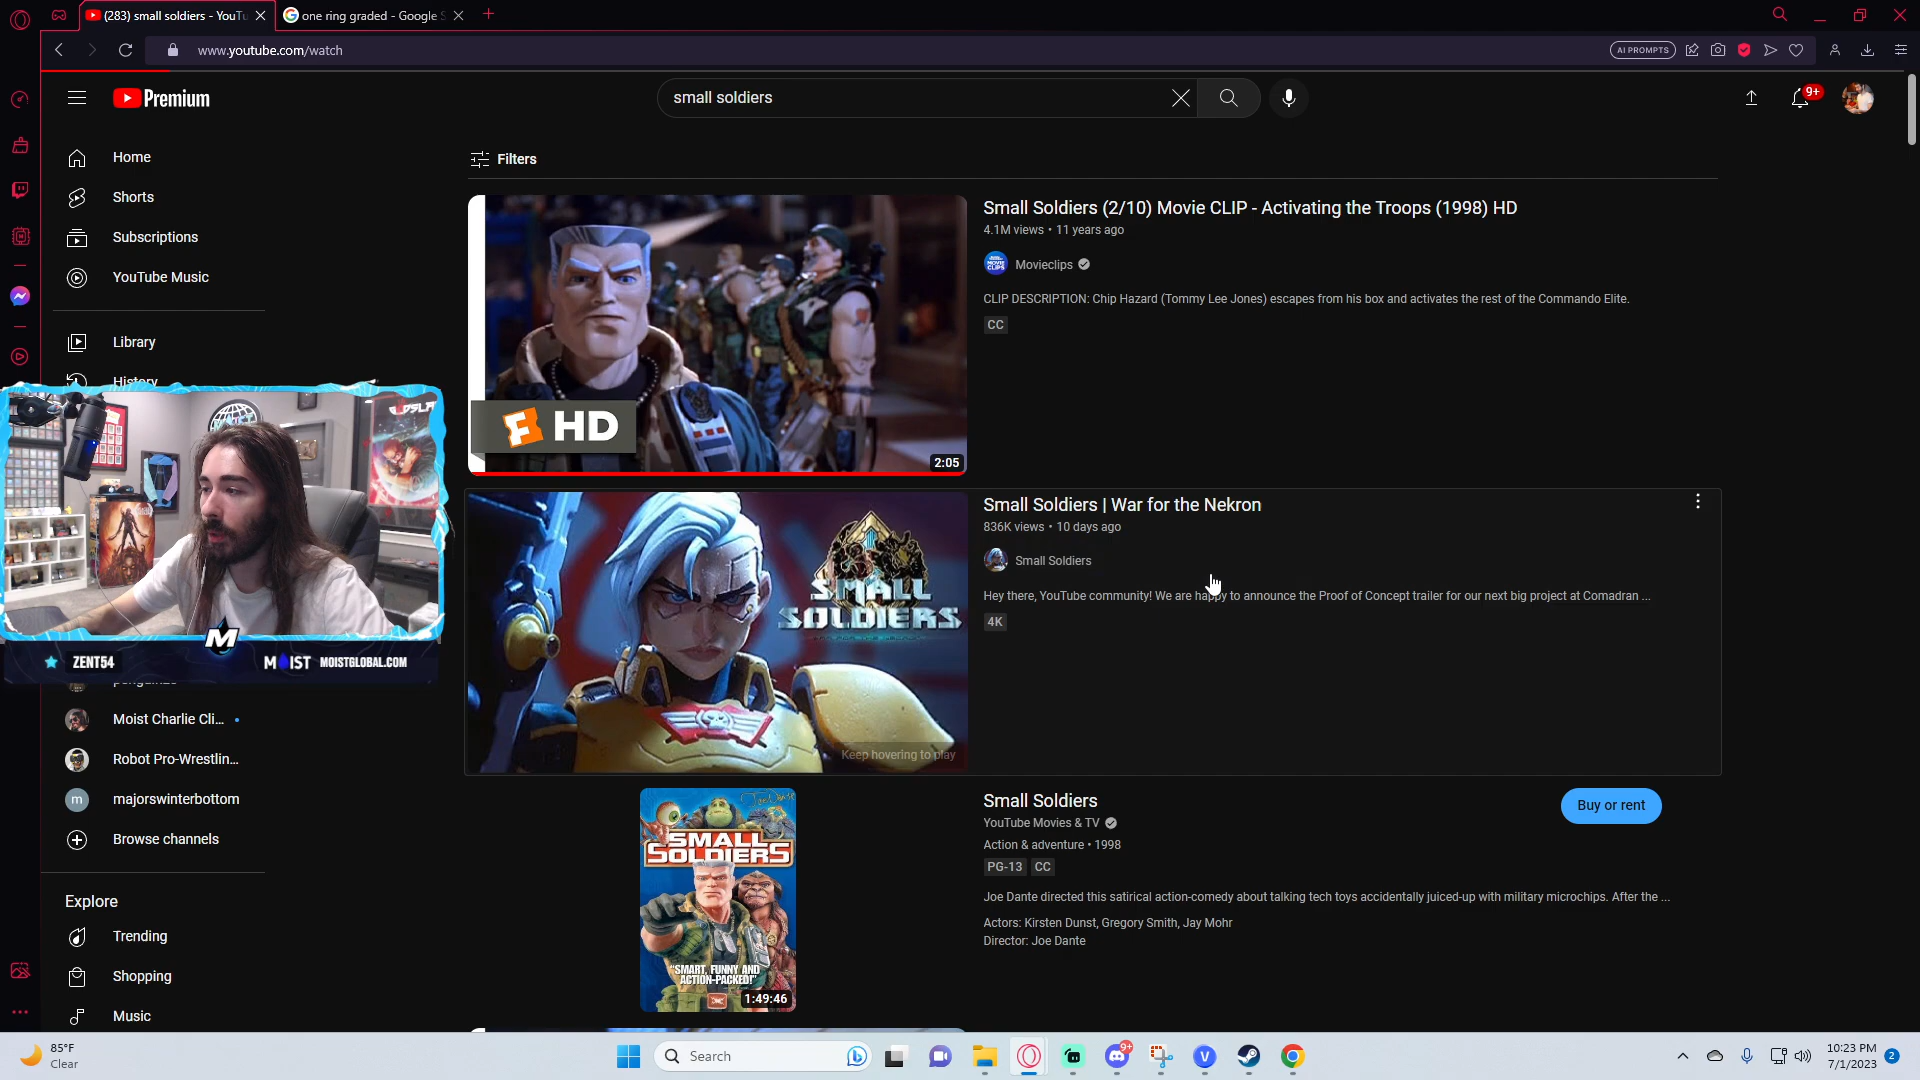 (283) small soldiers - YouTu
one ring graded - Google S
www.youtube.com/watch
AI PROMPTS
Premium
small soldiers
9+
Home
Shorts
Subscriptions
YouTube Music
Library
History
Filters
Small Soldiers (2/10) Movie CLIP - Activating the Troops (1998) HD
4.1M views • 11 years ago
MOVIE CLIPS
Movieclips
CLIP DESCRIPTION: Chip Hazard (Tommy Lee Jones) escapes from his box and activates the rest of the Commando Elite.
CC
HD
2:05
Small Soldiers | War for the Nekron
836K views • 10 days ago
Small Soldiers
Hey there, YouTube community! We are happy to announce the Proof of Concept trailer for our next big project at Comadran ...
4K
SMALL
SOLDIERS
Keep hovering to play
M
ZENT54
MOIST MOISTGLOBAL.COM
Moist Charlie Cli...
Robot Pro-Wrestlin...
m
majorswinterbottom
Browse channels
Explore
Trending
Shopping
Music
SMALL
SOLDIERS
"SMART, FUNNY AND
ACTION-PACKED!"
1:49:46
Small Soldiers
YouTube Movies & TV
Action & adventure • 1998
PG-13 CC
Joe Dante directed this satirical action-comedy about talking tech toys accidentally juiced-up with military microchips. After the ...
Actors: Kirsten Dunst, Gregory Smith, Jay Mohr
Director: Joe Dante
Buy or rent
85°F
Clear
Search
9+
V
10:23 PM
7/1/2023
2